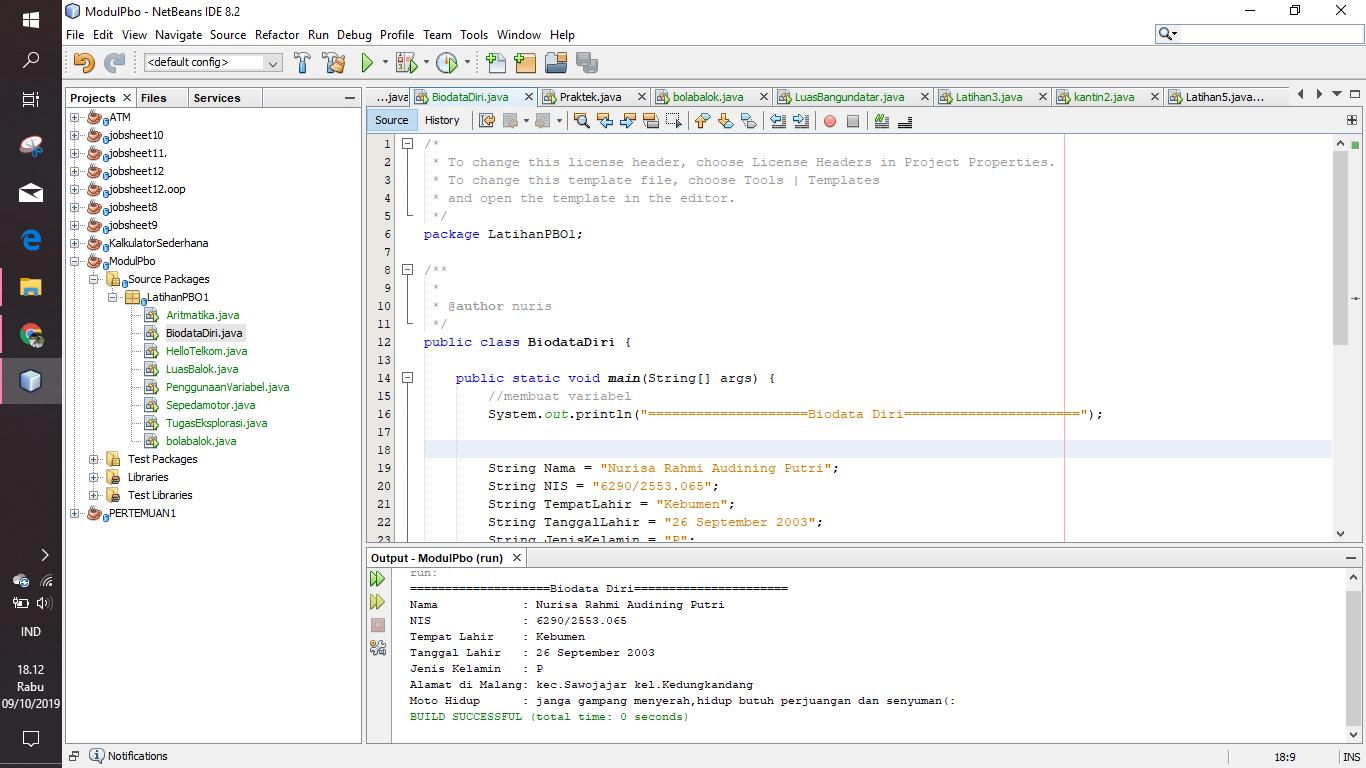 ModulPbo - NetBeans IDE 8.2
File Edit View Navigate Source Refactor Run Debug Profile Team Tools Window Help
<default config>
Projects Files Services
ATM
jobsheet10
jobsheet11.
jobsheet12
jobsheet12.oop
jobsheet8
jobsheet9
KalkulatorSederhana
ModulPbo
Source Packages
LatihanPBO1
Aritmatika.java
BiodataDiri.java
HelloTelkom.java
LuasBalok.java
PenggunaanVariabel.java
Sepedamotor.java
TugasEksplorasi.java
bolabalok.java
Test Packages
Libraries
Test Libraries
PERTEMUAN1
...java BiodataDiri.java Praktek.java bolabalok.java LuasBangundatar.java Latihan3.java kantin2.java Latihan5.java...
Source History
1 /*
2 * To change this license header, choose License Headers in Project Properties.
3 * To change this template file, choose Tools | Templates
4 * and open the template in the editor.
5 */
6 package LatihanPBO1;
7
8 /**
9 *
10 * @author nuris
11 */
12 public class BiodataDiri {
13
14 public static void main(String[] args) {
15 //membuat variabel
16 System.out.println("====================Biodata Diri======================");
17
18
19 String Nama = "Nurisa Rahmi Audining Putri";
20 String NIS = "6290/2553.065";
21 String TempatLahir = "Kebumen";
22 String TanggalLahir = "26 September 2003";
23 String JenisKelamin = "P";
Output - ModulPbo (run)
run:
====================Biodata Diri======================
Nama : Nurisa Rahmi Audining Putri
NIS : 6290/2553.065
Tempat Lahir : Kebumen
Tanggal Lahir : 26 September 2003
Jenis Kelamin : P
Alamat di Malang: kec.Sawojajar kel.Kedungkandang
Moto Hidup : janga gampang menyerah,hidup butuh perjuangan dan senyuman(:
BUILD SUCCESSFUL (total time: 0 seconds)
Notifications
18:9 INS
IND
18.12
Rabu
09/10/2019